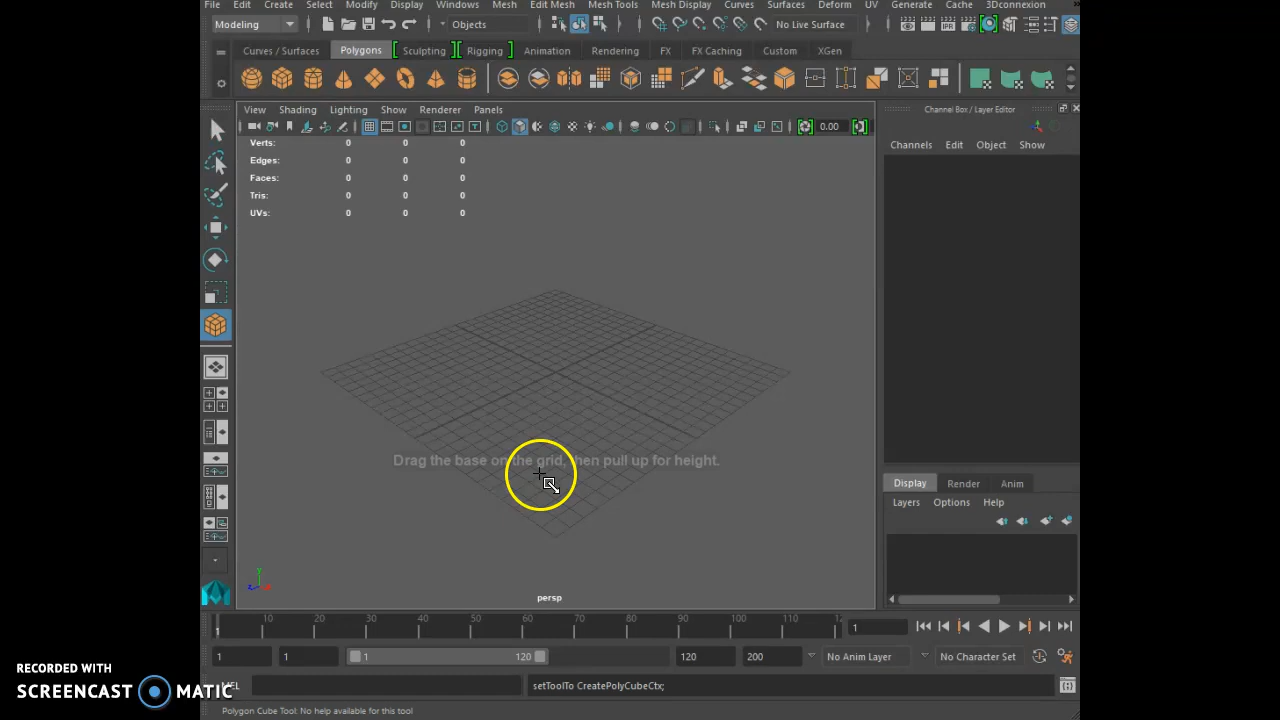 File Edit Create Select Modify Display Windows Mesh Edit Mesh Mesh Tools Mesh Display Curves Surfaces Deform UV Generate Cache 3Dconnexion
Modeling Objects No Live Surface
Curves / Surfaces Polygons Sculpting Rigging Animation Rendering FX FX Caching Custom XGen
View Shading Lighting Show Renderer Panels
Channel Box / Layer Editor
0.00
Channels Edit Object Show
Verts: 0 0 0
Edges: 0 0 0
Faces: 0 0 0
Tris: 0 0 0
UVs: 0 0 0
Drag the base on the grid, then pull up for height.
Display Render Anim
Layers Options Help
y
z
persp
1 10 20 30 40 50 60 70 80 90 100 110 1
1 1 1 120 120 200 No Anim Layer No Character Set
RECORDED WITH
SCREENCAST MATIC
setToolTo CreatePolyCubeCtx;
Polygon Cube Tool: No help available for this tool